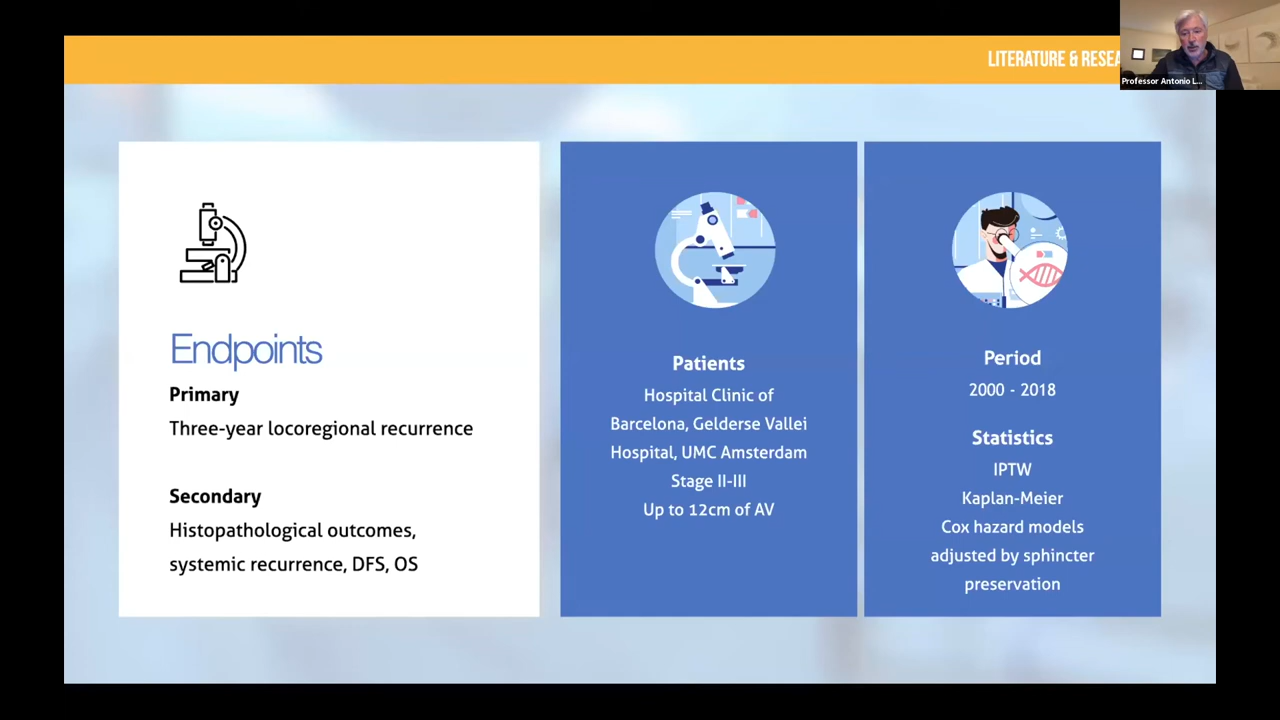 LITERATURE & RESEA
Professor Antonio L...
Endpoints
Primary
Three-year locoregional recurrence
Secondary
Histopathological outcomes,
systemic recurrence, DFS, OS
Patients
Hospital Clinic of
Barcelona, Gelderse Vallei
Hospital, UMC Amsterdam
Stage II-III
Up to 12cm of AV
Period
2000 - 2018
Statistics
IPTW
Kaplan-Meier
Cox hazard models
adjusted by sphincter
preservation